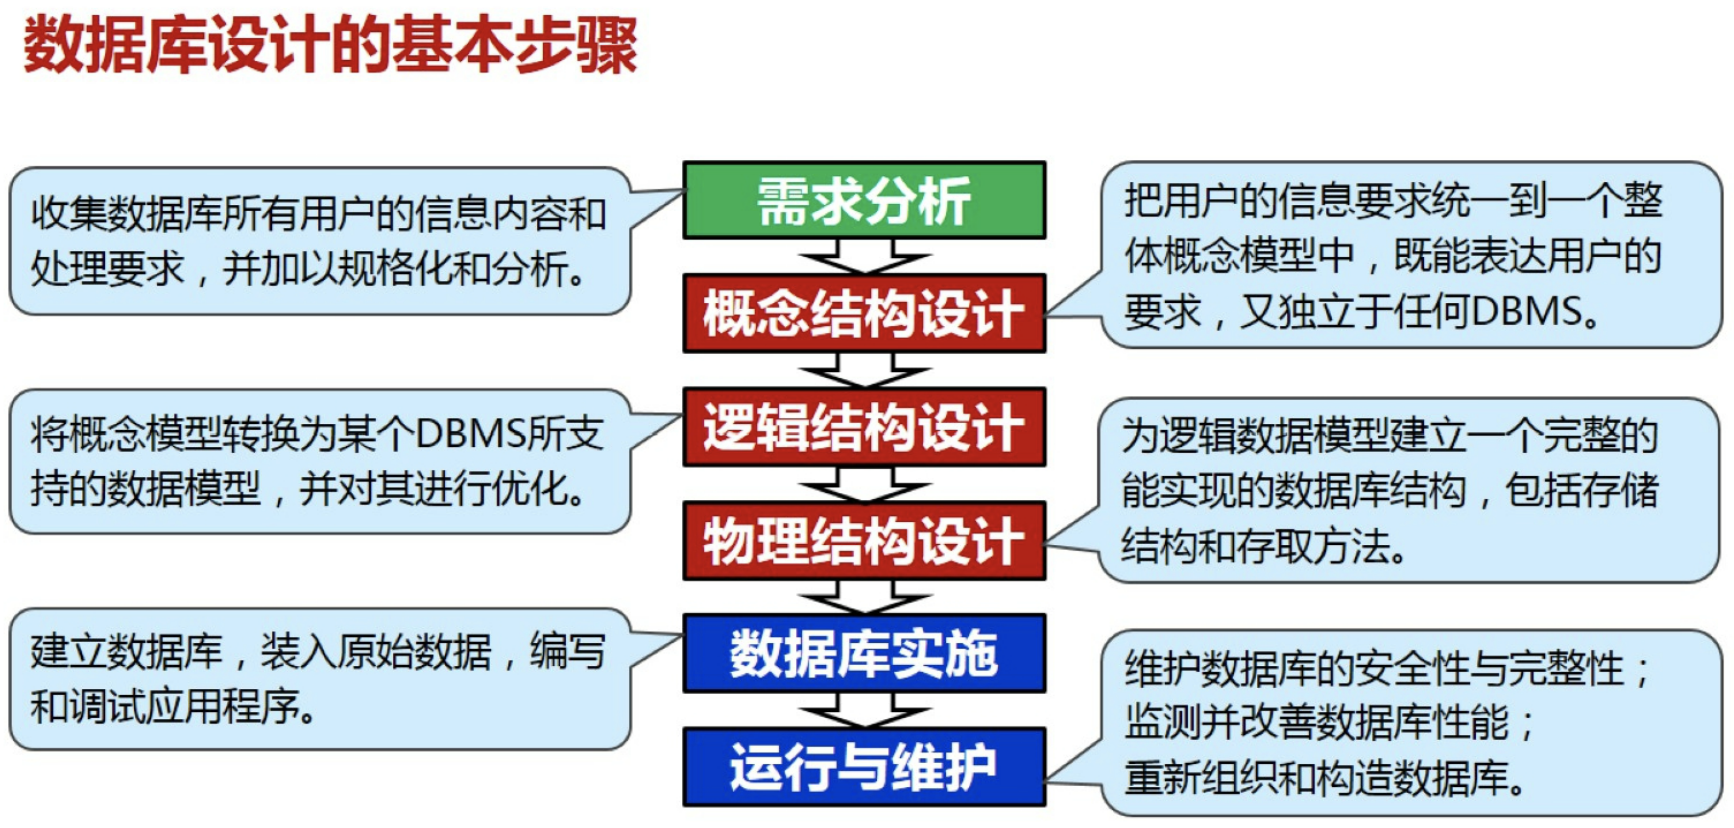 数据库设计的基本步骤
需求分析
收集数据库所有用户的信息内容和
处理要求，并加以规格化和分析。
概念结构设计
把用户的信息要求统一到一个整
体概念模型中，既能表达用户的
要求，又独立于任何DBMS。
逻辑结构设计
将概念模型转换为某个DBMS所支
持的数据模型，并对其进行优化。
物理结构设计
为逻辑数据模型建立一个完整的
能实现的数据库结构，包括存储
结构和存取方法。
数据库实施
建立数据库，装入原始数据，编写
和调试应用程序。
运行与维护
维护数据库的安全性与完整性；
监测并改善数据库性能；
重新组织和构造数据库。